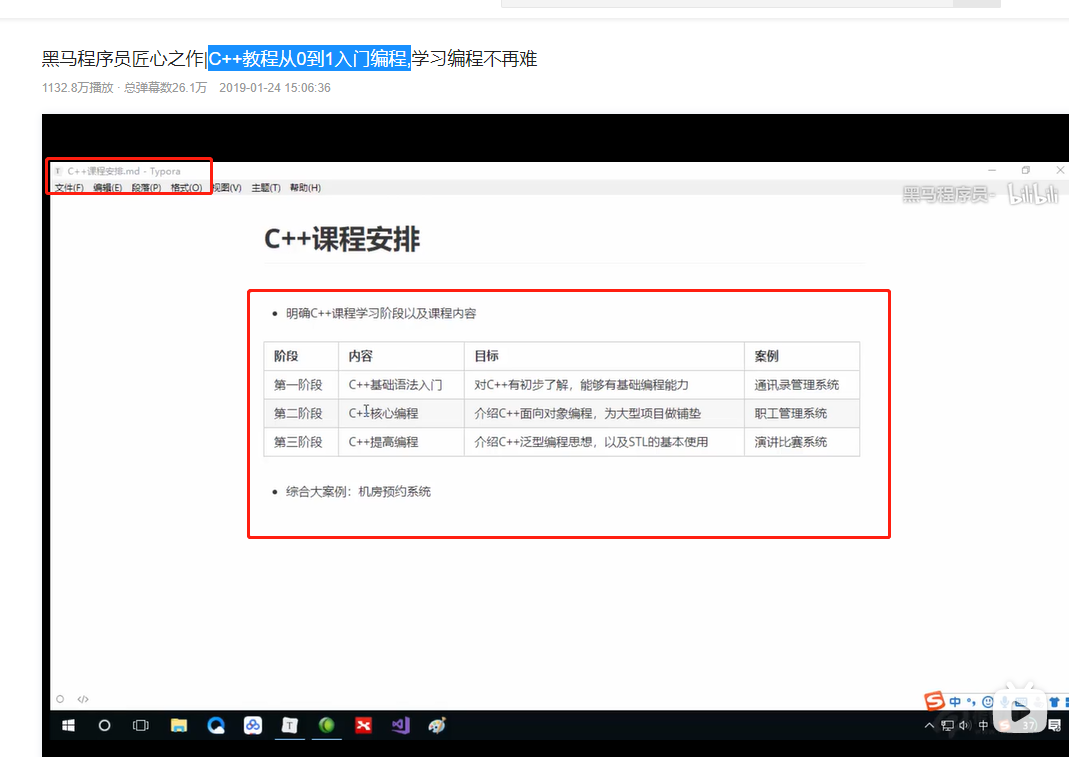 黑马程序员匠心之作|C++教程从0到1入门编程,学习编程不再难
1132.8万播放 · 总弹幕数26.1万 2019-01-24 15:06:36
T C++课程安排.md - Typora
文件(F) 编辑(E) 段落(P) 格式(O) 视图(V) 主题(T) 帮助(H)
黑马程序员- bilibili
C++课程安排
• 明确C++课程学习阶段以及课程内容
阶段 内容 目标 案例
第一阶段 C++基础语法入门 对C++有初步了解，能够有基础编程能力 通讯录管理系统
第二阶段 C++核心编程 介绍C++面向对象编程，为大型项目做铺垫 职工管理系统
第三阶段 C++提高编程 介绍C++泛型编程思想，以及STL的基本使用 演讲比赛系统
• 综合大案例：机房预约系统
</> 
S 中
T 中